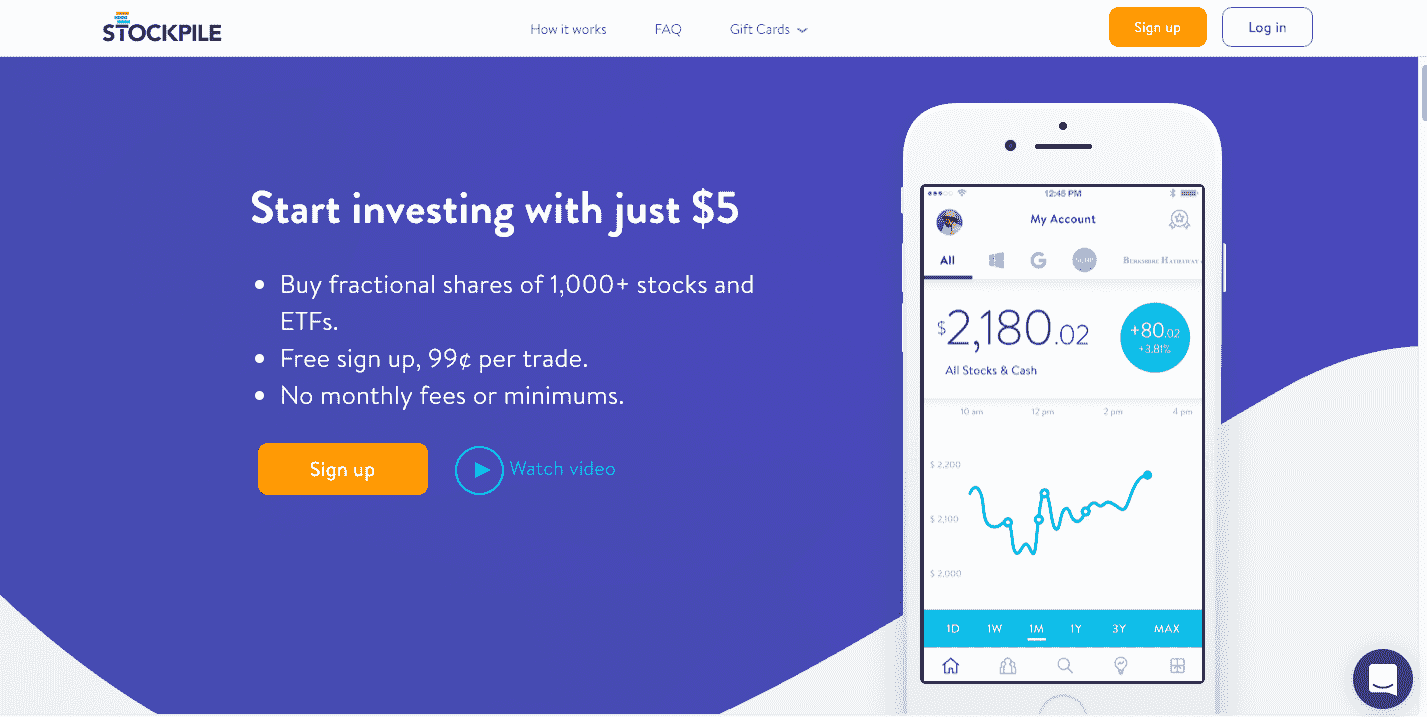 STOCKPILE
How it works
FAQ
Gift Cards
Sign up
Log in
Start investing with just $5
Buy fractional shares of 1,000+ stocks and
ETFs.
Free sign up, 99¢ per trade.
No monthly fees or minimums.
Sign up
Watch video
12:45 PM
My Account
All
G
BERKSHIRE HATHAWAY
$2,180.02
+80.02
+3.81%
All Stocks & Cash
10 am
12 pm
2 pm
4 pm
$ 2,200
$ 2,100
$ 2,000
1D
1W
1M
1Y
3Y
MAX